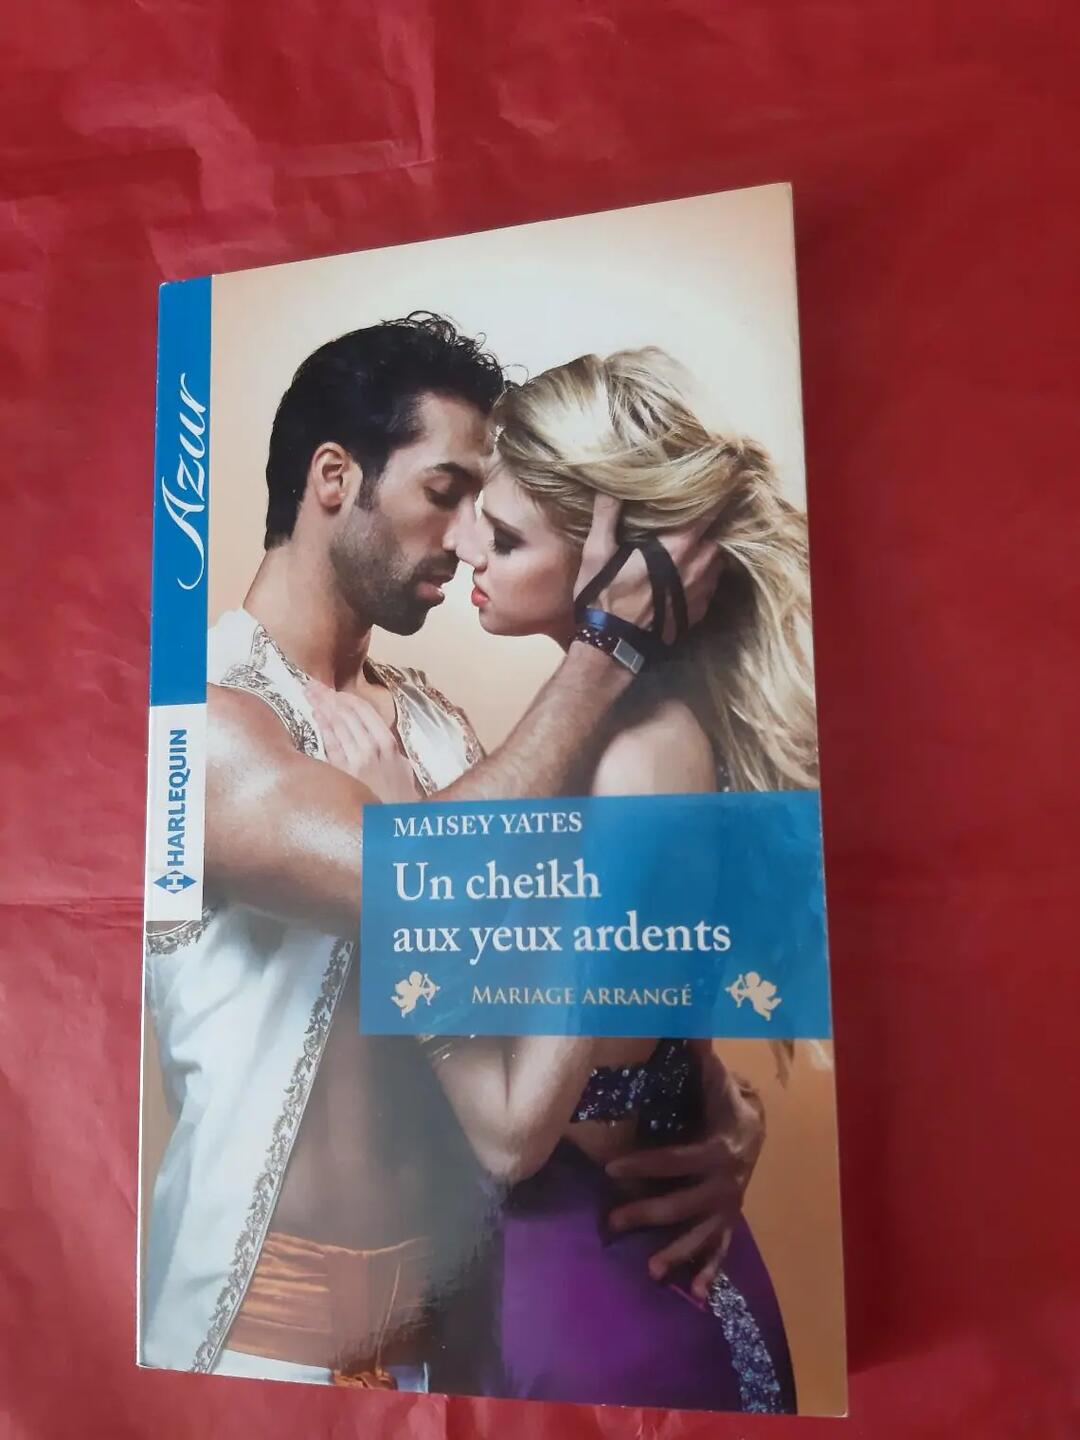 Azur
HARLEQUIN
MAISEY YATES
Un cheikh
aux yeux ardents
MARIAGE ARRANGÉ